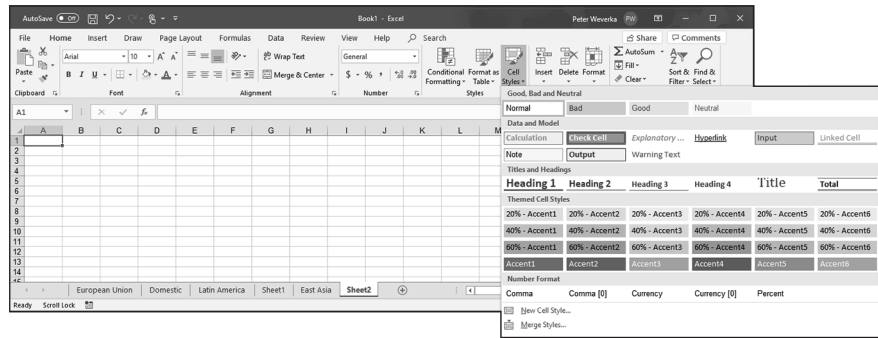 AutoSave Off Book1 - Excel Peter Weverka PW
File Home Insert Draw Page Layout Formulas Data Review View Help Search Share Comments
Paste
Clipboard
Arial 10 A A
B I U A
Font
Wrap Text
Merge & Center
Alignment
General
$ % , .00
Number
Conditional Formatting
Format as Table
Cell Styles
Styles
Insert Delete Format
AutoSum
Fill
Clear
Sort & Filter
Find & Select
A1 fx
A B C D E F G H I J K L M
1
2
3
4
5
6
7
8
9
10
11
12
13
14
15
European Union Domestic Latin America Sheet1 East Asia Sheet2
Ready Scroll Lock
Good, Bad and Neutral
Normal Bad Good Neutral
Data and Model
Calculation Check Cell Explanatory ... Hyperlink Input Linked Cell
Note Output Warning Text
Titles and Headings
Heading 1 Heading 2 Heading 3 Heading 4 Title Total
Themed Cell Styles
20% - Accent1 20% - Accent2 20% - Accent3 20% - Accent4 20% - Accent5 20% - Accent6
40% - Accent1 40% - Accent2 40% - Accent3 40% - Accent4 40% - Accent5 40% - Accent6
60% - Accent1 60% - Accent2 60% - Accent3 60% - Accent4 60% - Accent5 60% - Accent6
Accent1 Accent2 Accent3 Accent4 Accent5 Accent6
Number Format
Comma Comma [0] Currency Currency [0] Percent
New Cell Style...
Merge Styles...